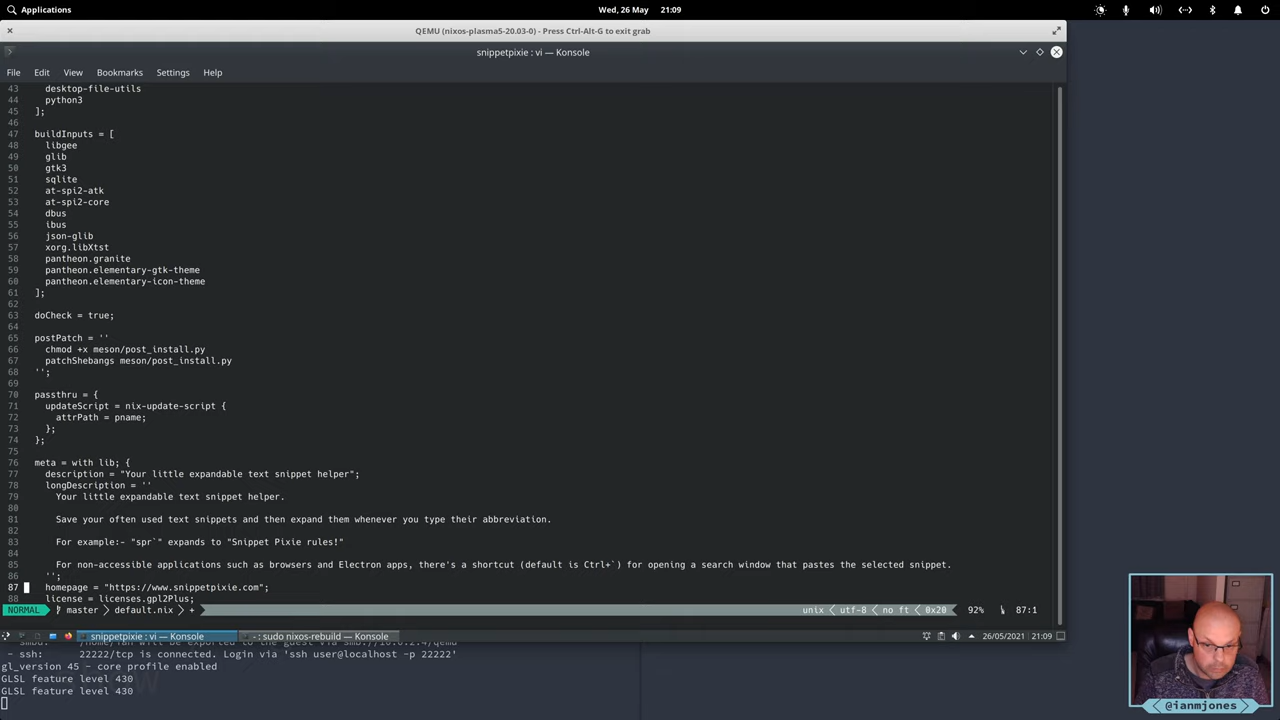 Applications
Wed, 26 May 21:09
QEMU (nixos-plasma5-20.03-0) - Press Ctrl-Alt-G to exit grab
snippetpixie : vi — Konsole
File Edit View Bookmarks Settings Help
43 desktop-file-utils
44 python3
45 ];
46
47 buildInputs = [
48 libgee
49 glib
50 gtk3
51 sqlite
52 at-spi2-atk
53 at-spi2-core
54 dbus
55 ibus
56 json-glib
57 xorg.libXtst
58 pantheon.granite
59 pantheon.elementary-gtk-theme
60 pantheon.elementary-icon-theme
61 ];
62
63 doCheck = true;
64
65 postPatch = ''
66 chmod +x meson/post_install.py
67 patchShebangs meson/post_install.py
68 '';
69
70 passthru = {
71 updateScript = nix-update-script {
72 attrPath = pname;
73 };
74 };
75
76 meta = with lib; {
77 description = "Your little expandable text snippet helper";
78 longDescription = ''
79 Your little expandable text snippet helper.
80
81 Save your often used text snippets and then expand them whenever you type their abbreviation.
82
83 For example:- "spr`" expands to "Snippet Pixie rules!"
84
85 For non-accessible applications such as browsers and Electron apps, there's a shortcut (default is Ctrl+`) for opening a search window that pastes the selected snippet.
86 '';
87 homepage = "https://www.snippetpixie.com";
88 license = licenses.gpl2Plus;
NORMAL master default.nix + unix utf-8 no ft 0x20 92% 87:1
snippetpixie : vi — Konsole
- : sudo nixos-rebuild — Konsole
26/05/2021 21:09
- ssh: 22222/tcp is connected. Login via 'ssh user@localhost -p 22222'
gl_version 45 - core profile enabled
GLSL feature level 430
GLSL feature level 430
@ianmjones